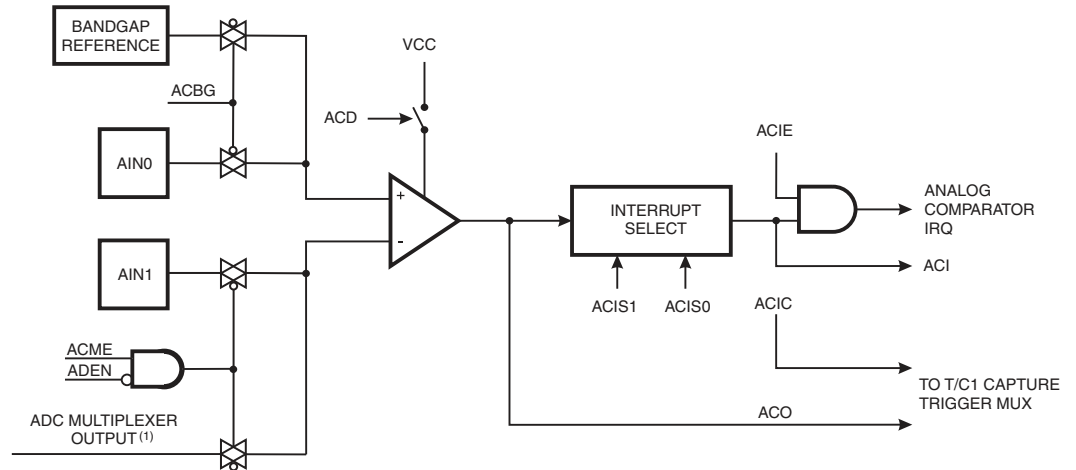 BANDGAP
REFERENCE
VCC
ACBG
ACD
AIN0
ACIE
+
-
INTERRUPT
SELECT
ANALOG
COMPARATOR
IRQ
AIN1
ACI
ACIS1
ACIS0
ACIC
ACME
ADEN
TO T/C1 CAPTURE
TRIGGER MUX
ADC MULTIPLEXER
OUTPUT (1)
ACO